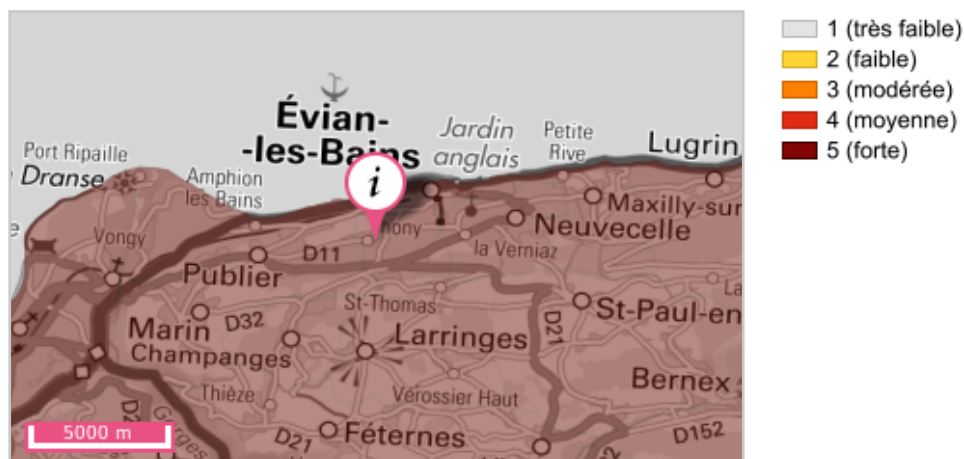 Évian-
-les-Bains
Jardin
anglais
Petite
Rive
Lugrin
Port Ripaille
Dranse
Amphion
les Bains
i
Maxilly-sur
Neuvecelle
Vongy
D11
la Verniaz
Publier
St-Thomas
St-Paul-en
D32
D21
Marin
Larringes
Champanges
Bernex
Thièze
Vérossier Haut
5000 m
D21
Féternes
D152
1 (très faible)
2 (faible)
3 (modérée)
4 (moyenne)
5 (forte)